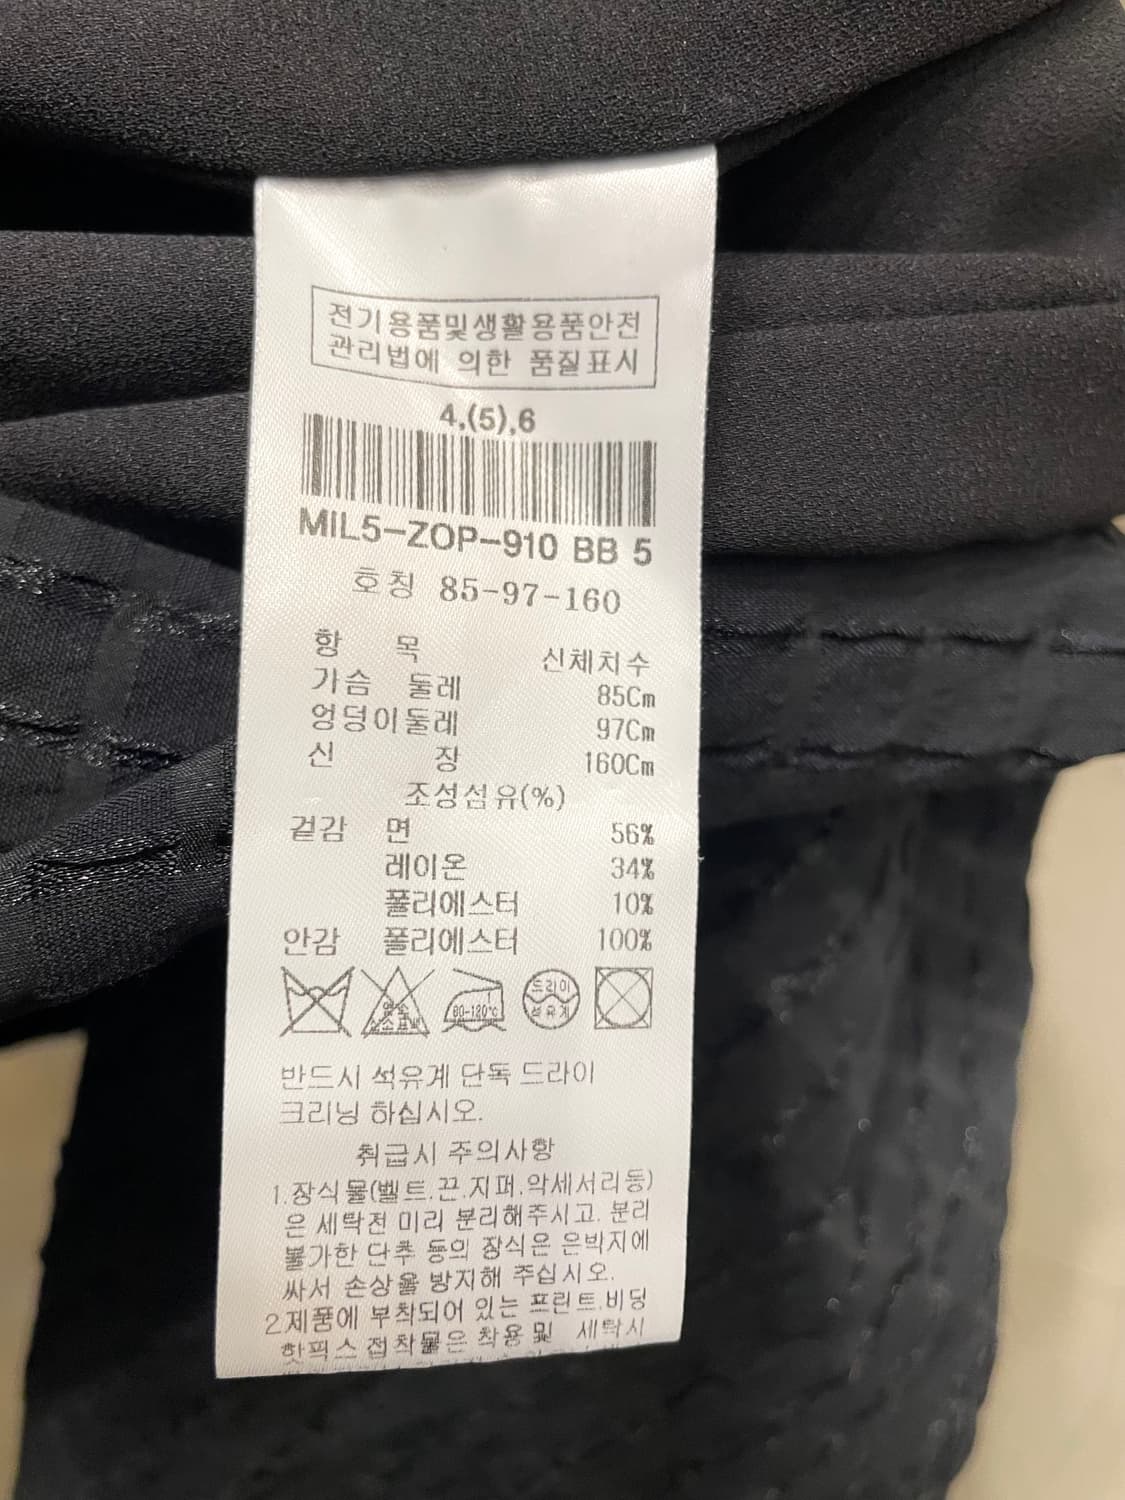 전기용품및생활용품안전
관리법에 의한 품질표시
4,(5),6
MIL5-ZOP-910 BB 5
호칭 85-97-160
항 목 신체치수
가슴 둘레 85Cm
엉덩이둘레 97Cm
신 장 160Cm
조성섬유(%)
겉감 면 56%
레이온 34%
폴리에스터 10%
안감 폴리에스터 100%
염소
산소표백
80-120℃
드라이
석유계
반드시 석유계 단독 드라이
크리닝 하십시오.
취급시 주의사항
1.장식물(벨트,끈,지퍼,악세서리등)
은 세탁전 미리 분리해주시고, 분리
불가한 단추 등의 장식은 은박지에
싸서 손상을 방지해 주십시오.
2.제품에 부착되어 있는 프린트,비딩
핫픽스 접착물은 착용 및 세탁시